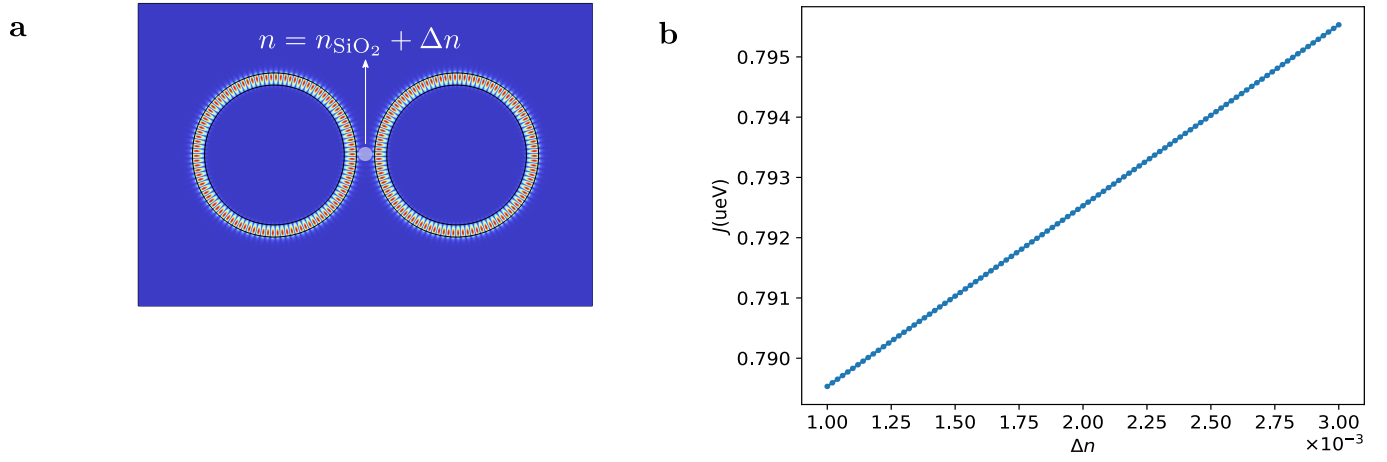 a
n = n_{SiO_2} + Δn
b
J(ueV)
0.795
0.794
0.793
0.792
0.791
0.790
1.00 1.25 1.50 1.75 2.00 2.25 2.50 2.75 3.00
×10⁻³
Δn